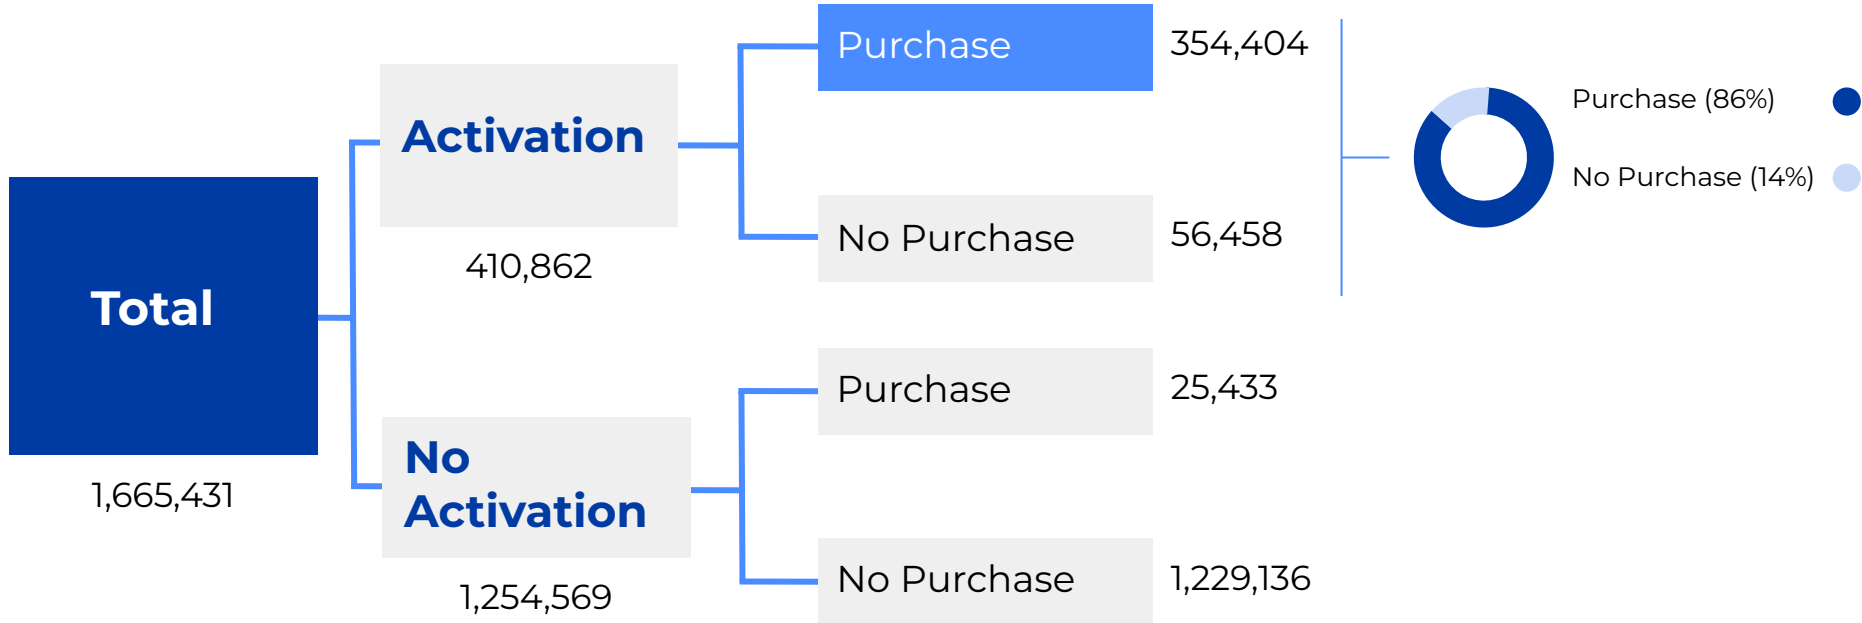 Total
1,665,431
Activation
410,862
No
Activation
1,254,569
Purchase
354,404
No Purchase
56,458
Purchase
25,433
No Purchase
1,229,136
Purchase (86%)
No Purchase (14%)